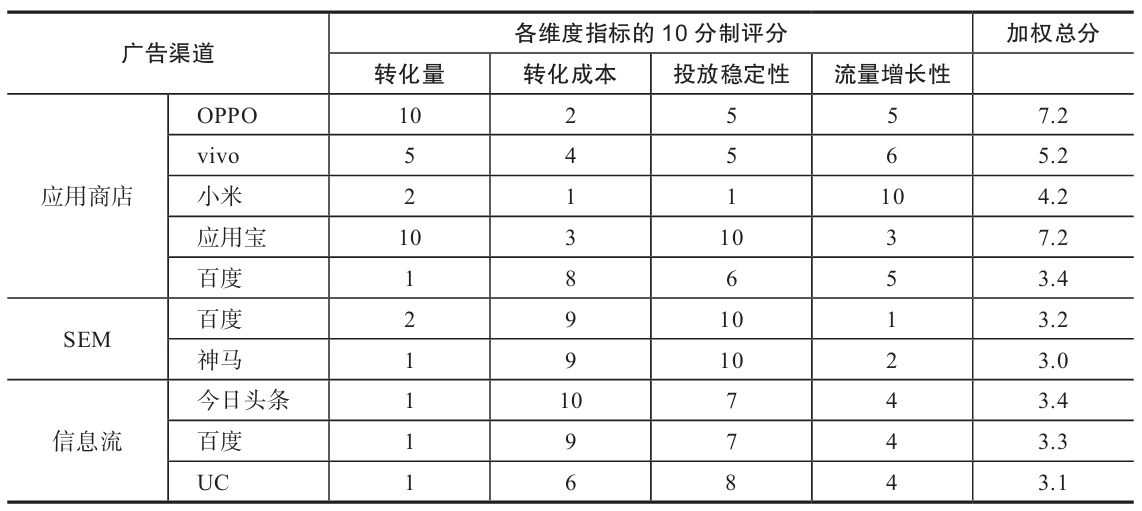 广告渠道 各维度指标的10分制评分 加权总分
转化量 转化成本 投放稳定性 流量增长性
应用商店 OPPO 10 2 5 5 7.2
vivo 5 4 5 6 5.2
小米 2 1 1 10 4.2
应用宝 10 3 10 3 7.2
百度 1 8 6 5 3.4
SEM 百度 2 9 10 1 3.2
神马 1 9 10 2 3.0
信息流 今日头条 1 10 7 4 3.4
百度 1 9 7 4 3.3
UC 1 6 8 4 3.1